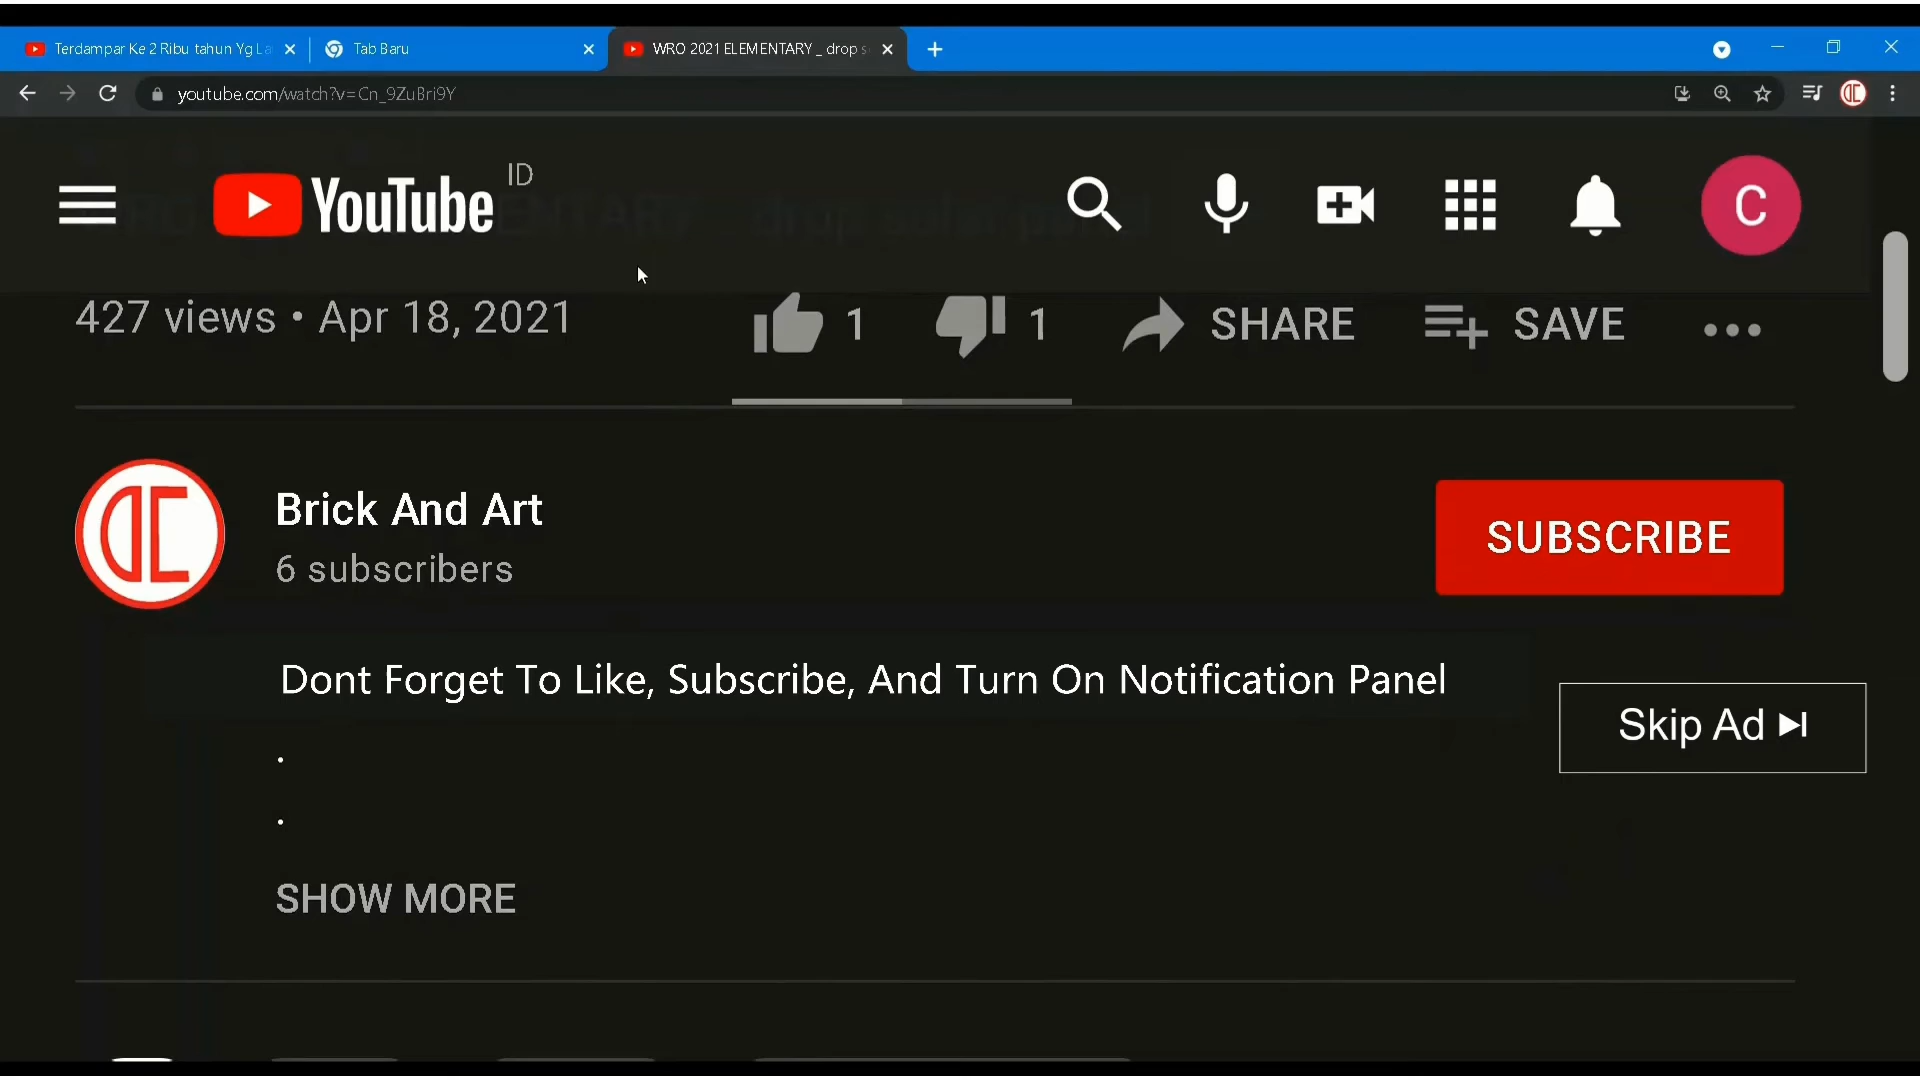 Terdampar Ke 2 Ribu tahun Yg La
Tab Baru
WRO 2021 ELEMENTARY _ drop s
youtube.com/watch?v=Cn_9ZuBri9Y
YouTube ID
C
427 views • Apr 18, 2021
1
1
SHARE
SAVE
Brick And Art
6 subscribers
SUBSCRIBE
Dont Forget To Like, Subscribe, And Turn On Notification Panel
.
.
Skip Ad
SHOW MORE